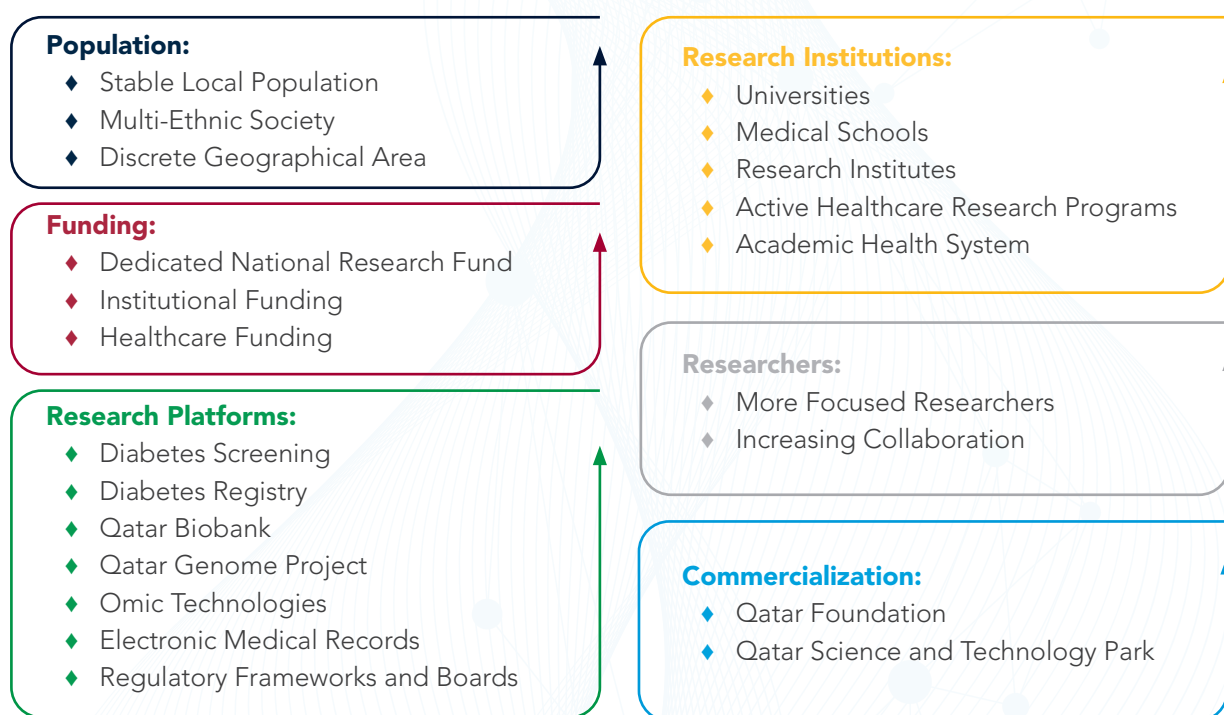 Population:
♦ Stable Local Population
♦ Multi-Ethnic Society
♦ Discrete Geographical Area
Funding:
♦ Dedicated National Research Fund
♦ Institutional Funding
♦ Healthcare Funding
Research Platforms:
♦ Diabetes Screening
♦ Diabetes Registry
♦ Qatar Biobank
♦ Qatar Genome Project
♦ Omic Technologies
♦ Electronic Medical Records
♦ Regulatory Frameworks and Boards
Research Institutions:
♦ Universities
♦ Medical Schools
♦ Research Institutes
♦ Active Healthcare Research Programs
♦ Academic Health System
Researchers:
♦ More Focused Researchers
♦ Increasing Collaboration
Commercialization:
♦ Qatar Foundation
♦ Qatar Science and Technology Park